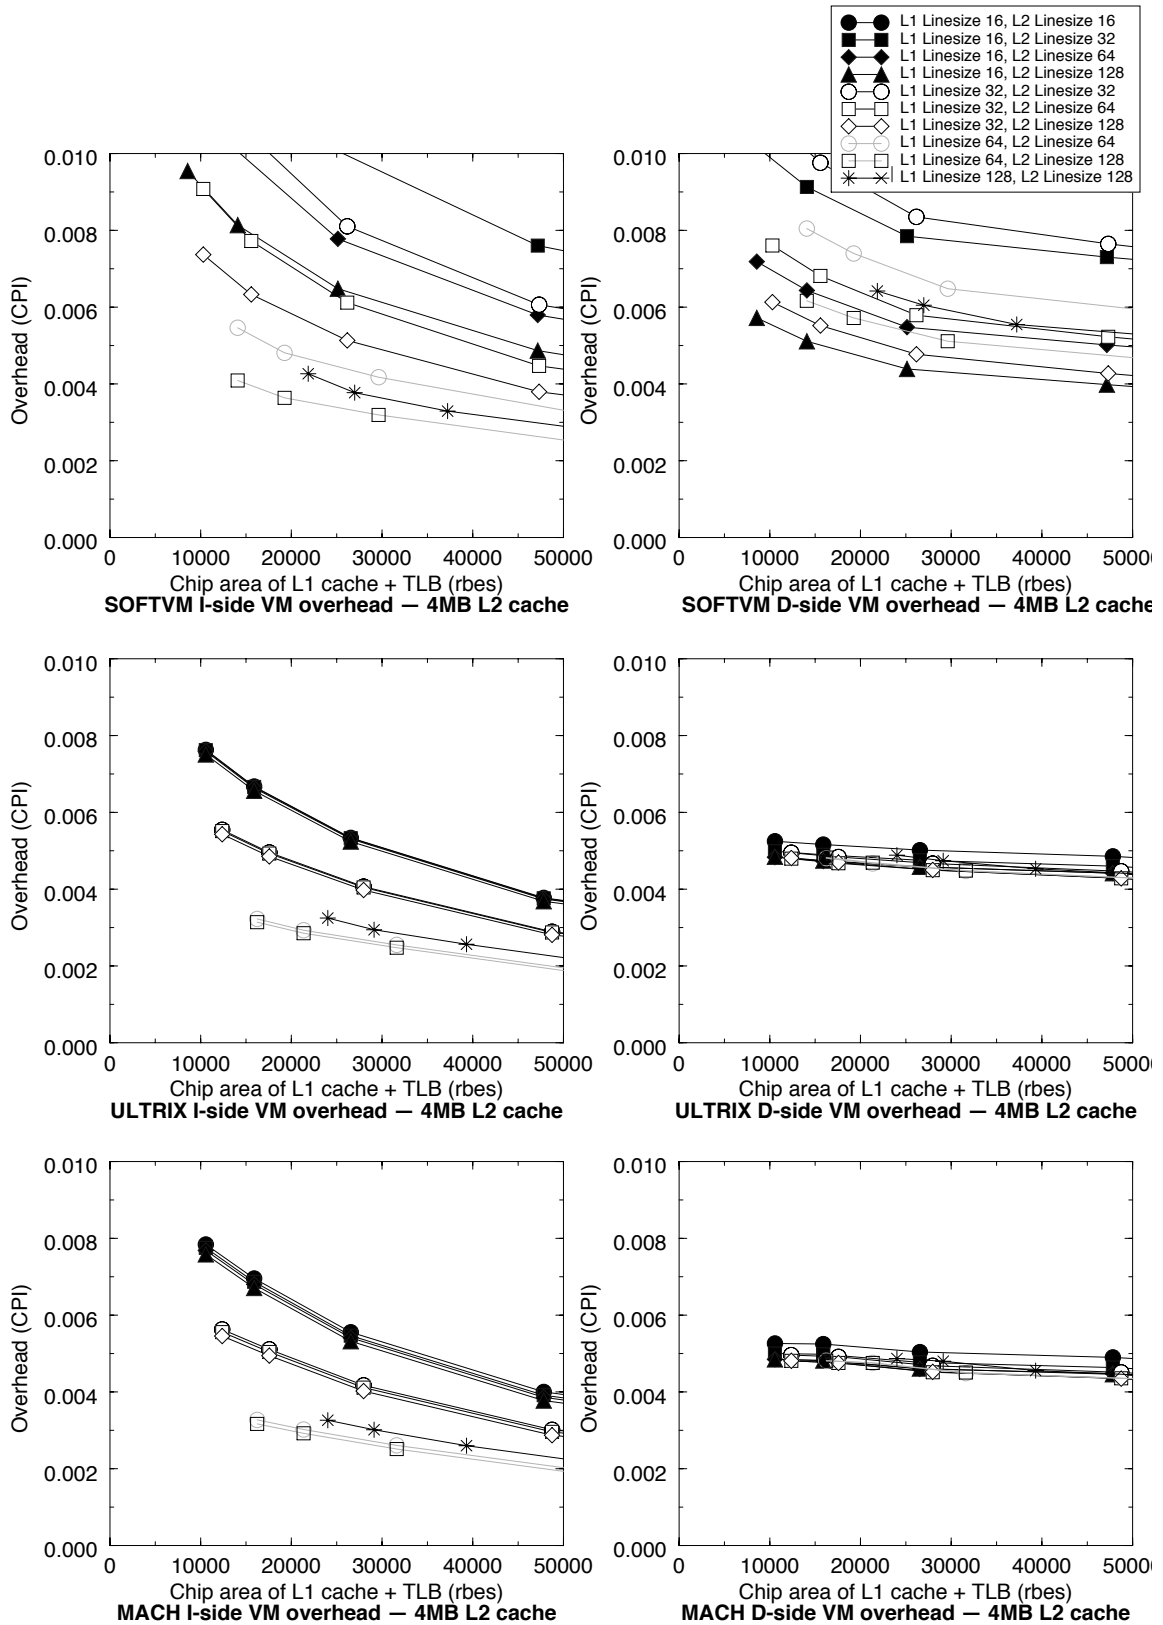 L1 Linesize 16, L2 Linesize 16
L1 Linesize 16, L2 Linesize 32
L1 Linesize 16, L2 Linesize 64
L1 Linesize 16, L2 Linesize 128
L1 Linesize 32, L2 Linesize 32
L1 Linesize 32, L2 Linesize 64
L1 Linesize 32, L2 Linesize 128
L1 Linesize 64, L2 Linesize 64
L1 Linesize 64, L2 Linesize 128
L1 Linesize 128, L2 Linesize 128
Overhead (CPI)
0.010
0.008
0.006
0.004
0.002
0.000
0 10000 20000 30000 40000 50000
Chip area of L1 cache + TLB (rbes)
SOFTVM I-side VM overhead — 4MB L2 cache
Overhead (CPI)
0.010
0.008
0.006
0.004
0.002
0.000
0 10000 20000 30000 40000 5000
Chip area of L1 cache + TLB (rbes)
SOFTVM D-side VM overhead — 4MB L2 cache
Overhead (CPI)
0.010
0.008
0.006
0.004
0.002
0.000
0 10000 20000 30000 40000 50000
Chip area of L1 cache + TLB (rbes)
ULTRIX I-side VM overhead — 4MB L2 cache
Overhead (CPI)
0.010
0.008
0.006
0.004
0.002
0.000
0 10000 20000 30000 40000 5000
Chip area of L1 cache + TLB (rbes)
ULTRIX D-side VM overhead — 4MB L2 cache
Overhead (CPI)
0.010
0.008
0.006
0.004
0.002
0.000
0 10000 20000 30000 40000 50000
Chip area of L1 cache + TLB (rbes)
MACH I-side VM overhead — 4MB L2 cache
Overhead (CPI)
0.010
0.008
0.006
0.004
0.002
0.000
0 10000 20000 30000 40000 5000
Chip area of L1 cache + TLB (rbes)
MACH D-side VM overhead — 4MB L2 cache